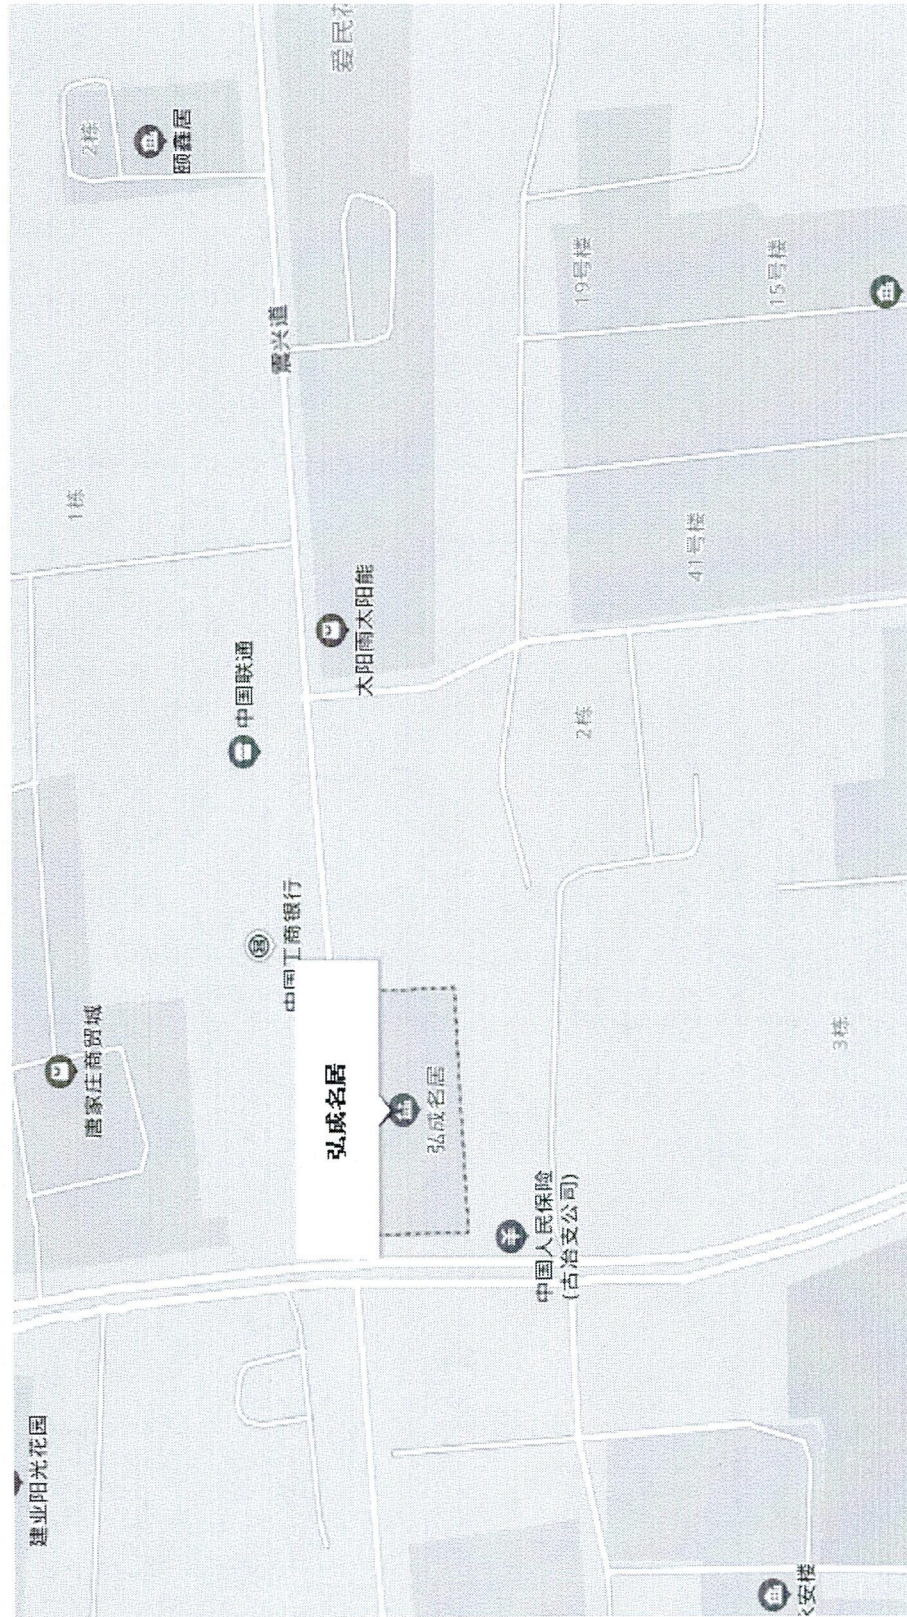 建业阳光花园
唐家庄商贸城
1栋
2栋
颐鑫居
中国工商银行
中国联通
震兴道
爱民花
弘成名居
太阳雨太阳能
弘成名居
中国人民保险
(古冶支公司)
2栋
19号楼
41号楼
15号楼
3栋
安楼